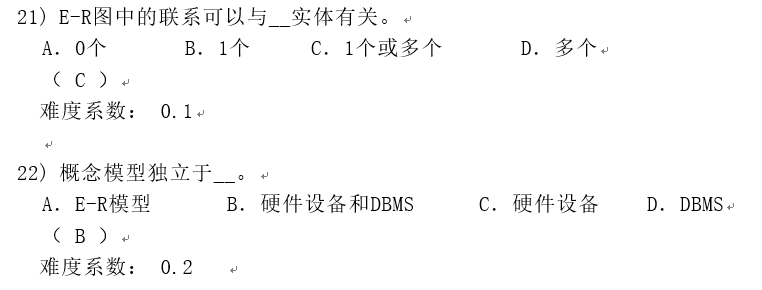 21) E-R图中的联系可以与__实体有关。
A. 0个 B. 1个 C. 1个或多个 D. 多个
( C )
难度系数: 0.1
22) 概念模型独立于__。
A. E-R模型 B. 硬件设备和DBMS C. 硬件设备 D. DBMS
( B )
难度系数: 0.2